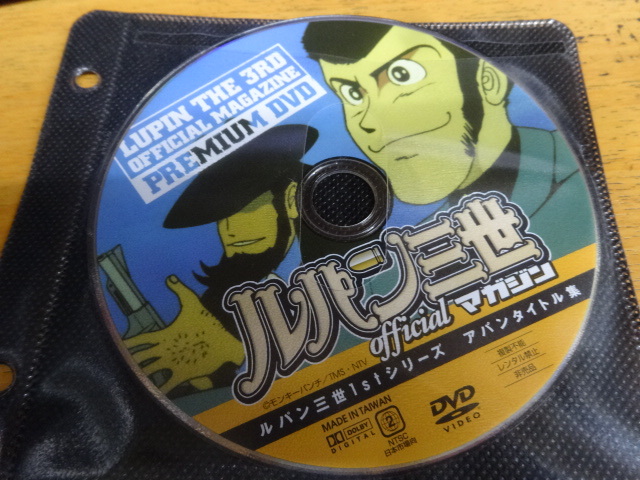 LUPIN THE 3RD
OFFICIAL MAGAZINE
PREMIUM DVD
ルパン三世
official マガジン
©モンキーパンチ/TMS・NTV
ルパン三世1stシリーズ アバンタイトル集
複製不能
レンタル禁止
非売品
MADE IN TAIWAN
DOLBY
DIGITAL
2
NTSC
日本市場向
DVD
VIDEO